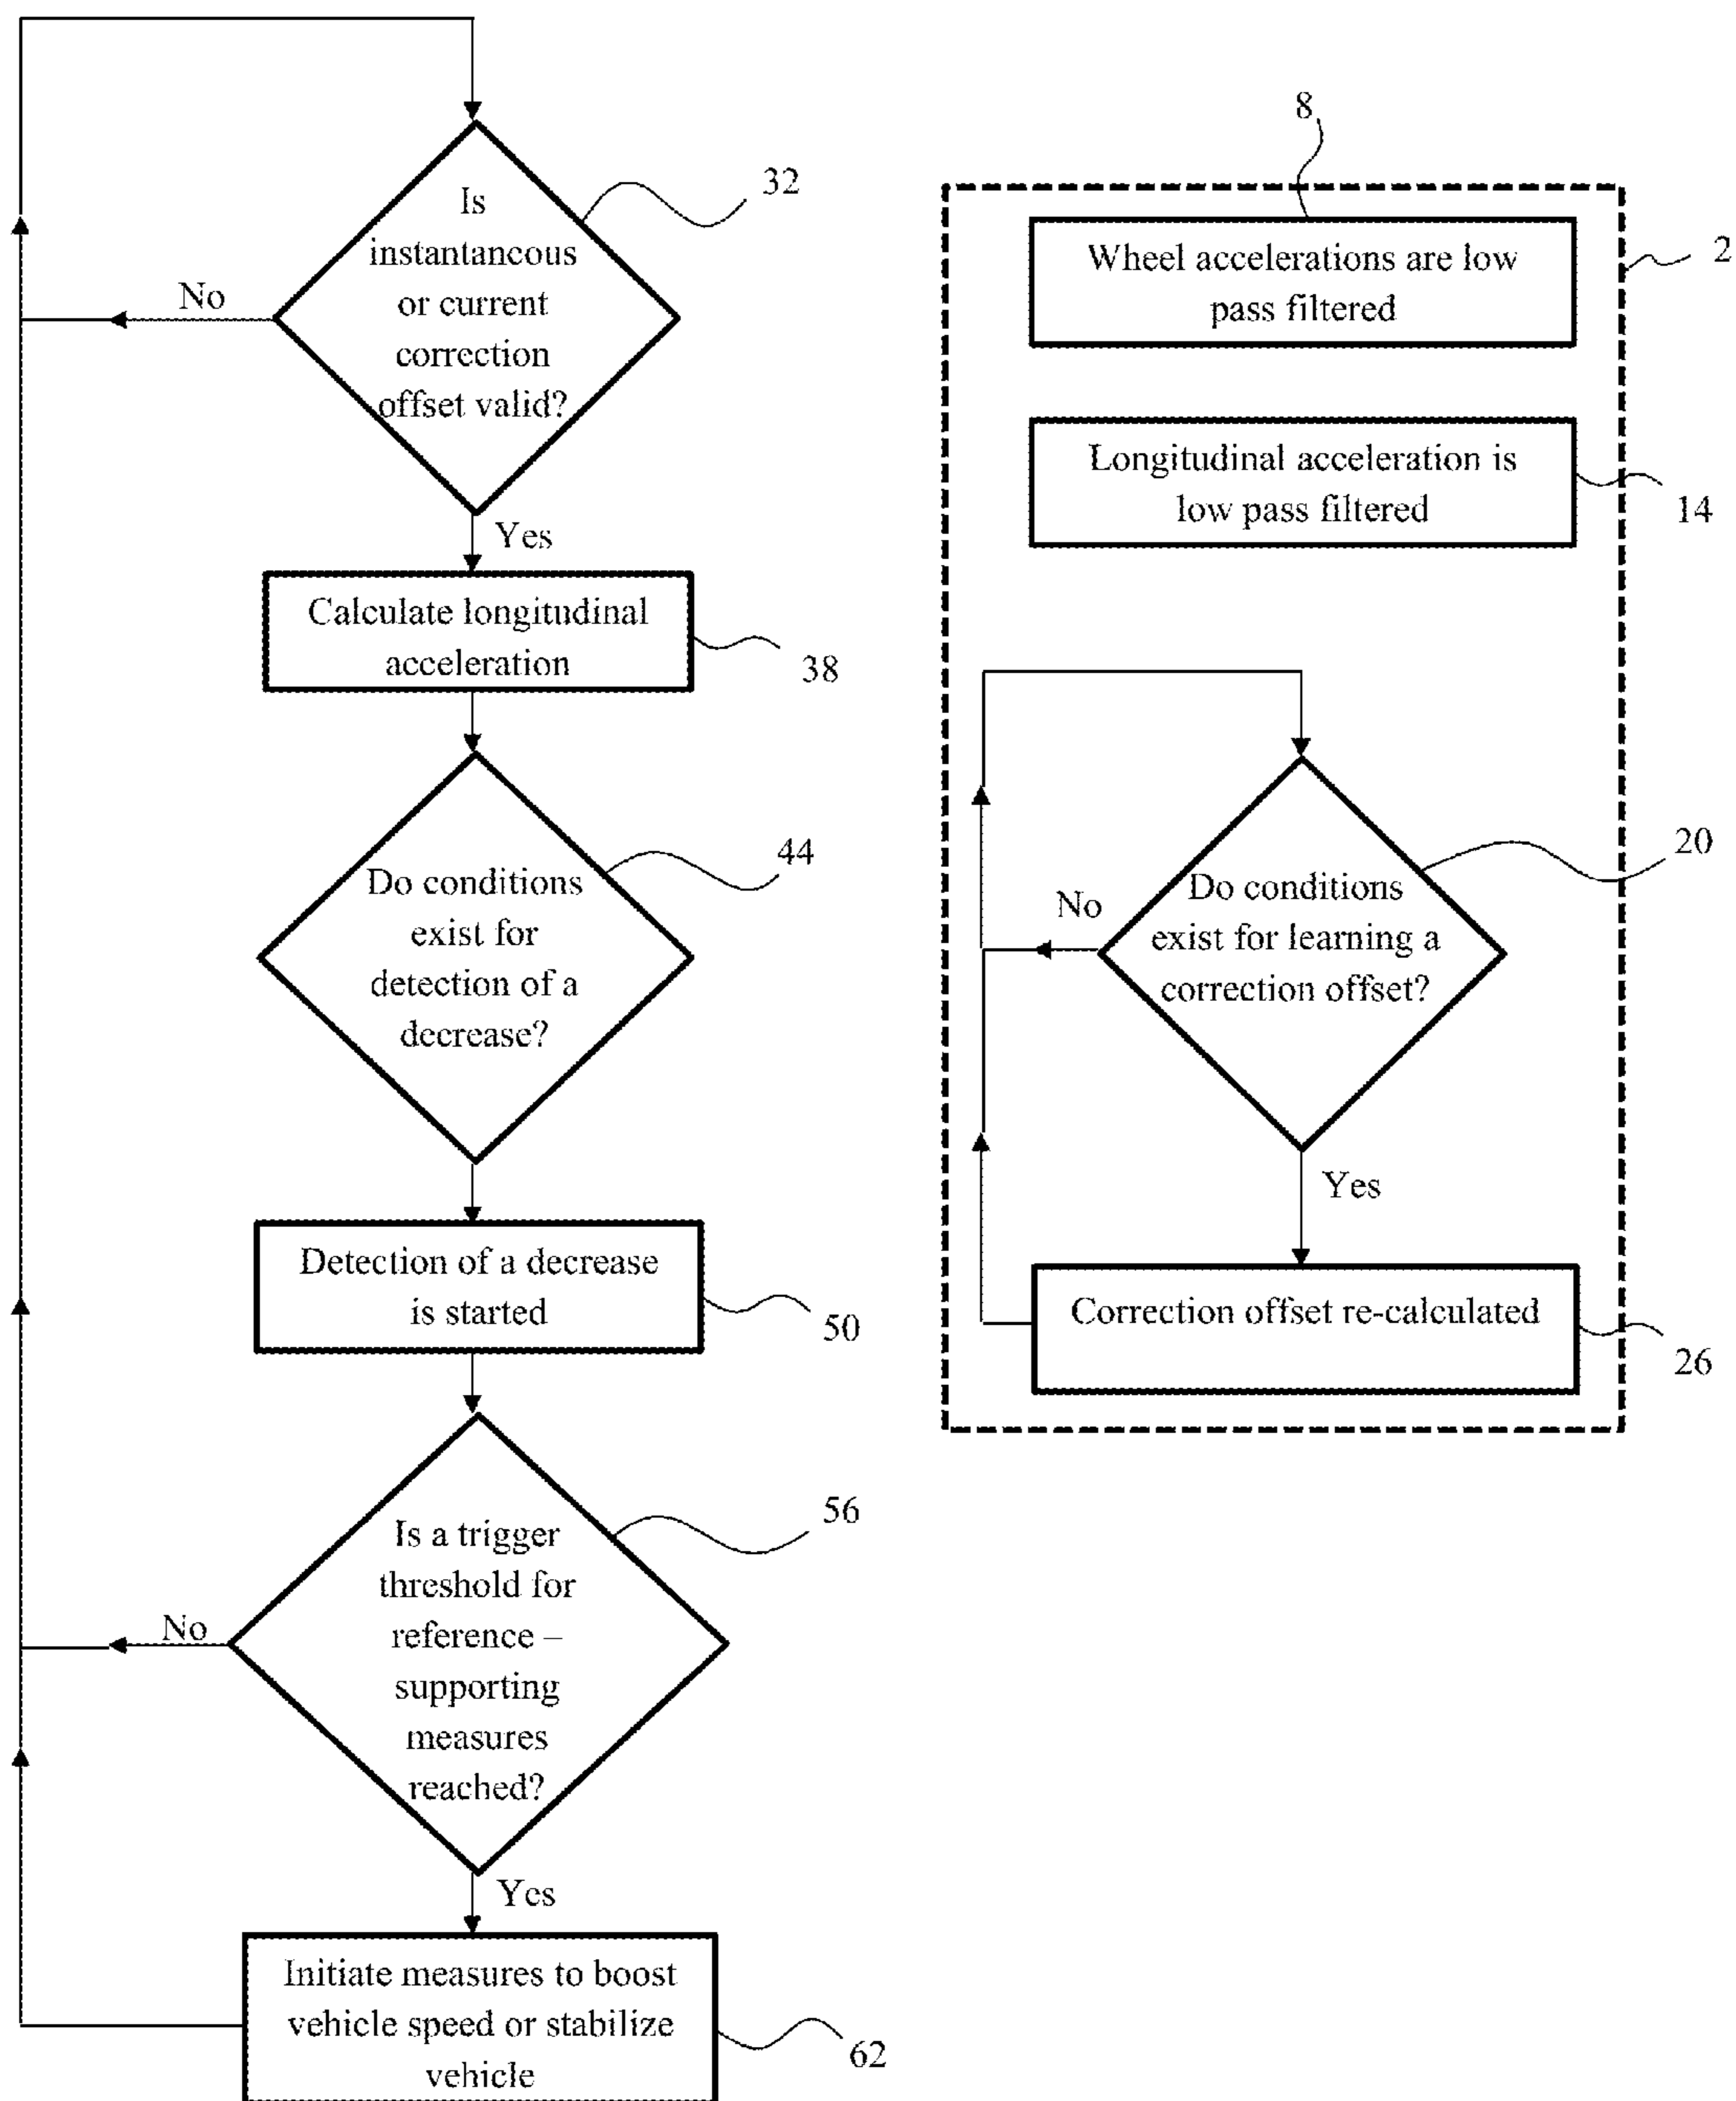 Is
instantaneous
or current
correction
offset valid?
32
No
Yes
Calculate longitudinal
acceleration
38
Do conditions
exist for
detection of a
decrease?
44
Detection of a decrease
is started
50
Is a trigger
threshold for
reference –
supporting
measures
reached?
56
No
Yes
Initiate measures to boost
vehicle speed or stabilize
vehicle
62
8
2
Wheel accelerations are low
pass filtered
Longitudinal acceleration is
low pass filtered
14
Do conditions
exist for learning a
correction offset?
20
No
Yes
Correction offset re-calculated
26